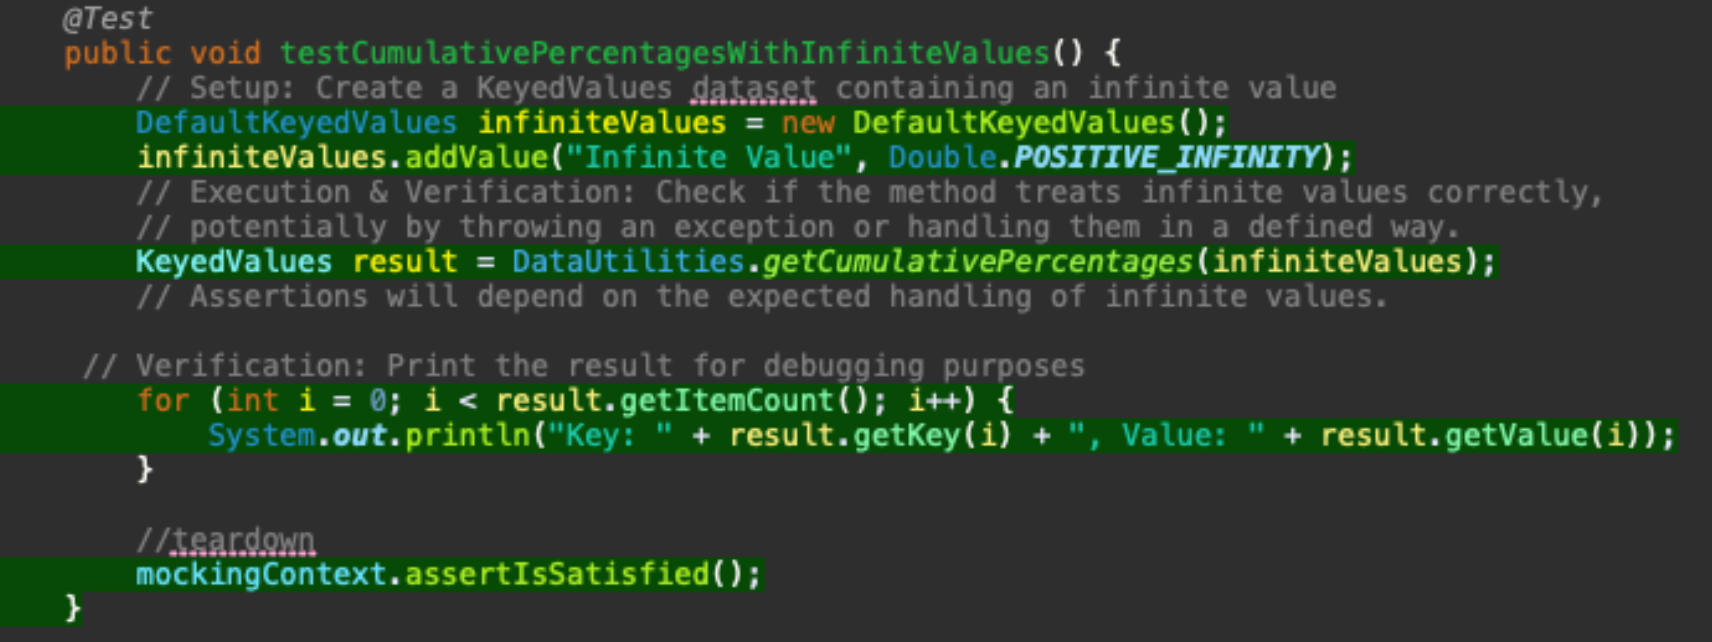 @Test
public void testCumulativePercentagesWithInfiniteValues() {
// Setup: Create a KeyedValues dataset containing an infinite value
DefaultKeyedValues infiniteValues = new DefaultKeyedValues();
infiniteValues.addValue("Infinite Value", Double.POSITIVE_INFINITY);
// Execution & Verification: Check if the method treats infinite values correctly,
// potentially by throwing an exception or handling them in a defined way.
KeyedValues result = DataUtilities.getCumulativePercentages(infiniteValues);
// Assertions will depend on the expected handling of infinite values.
// Verification: Print the result for debugging purposes
for (int i = 0; i < result.getItemCount(); i++) {
System.out.println("Key: " + result.getKey(i) + ", Value: " + result.getValue(i));
}
//teardown
mockingContext.assertIsSatisfied();
}